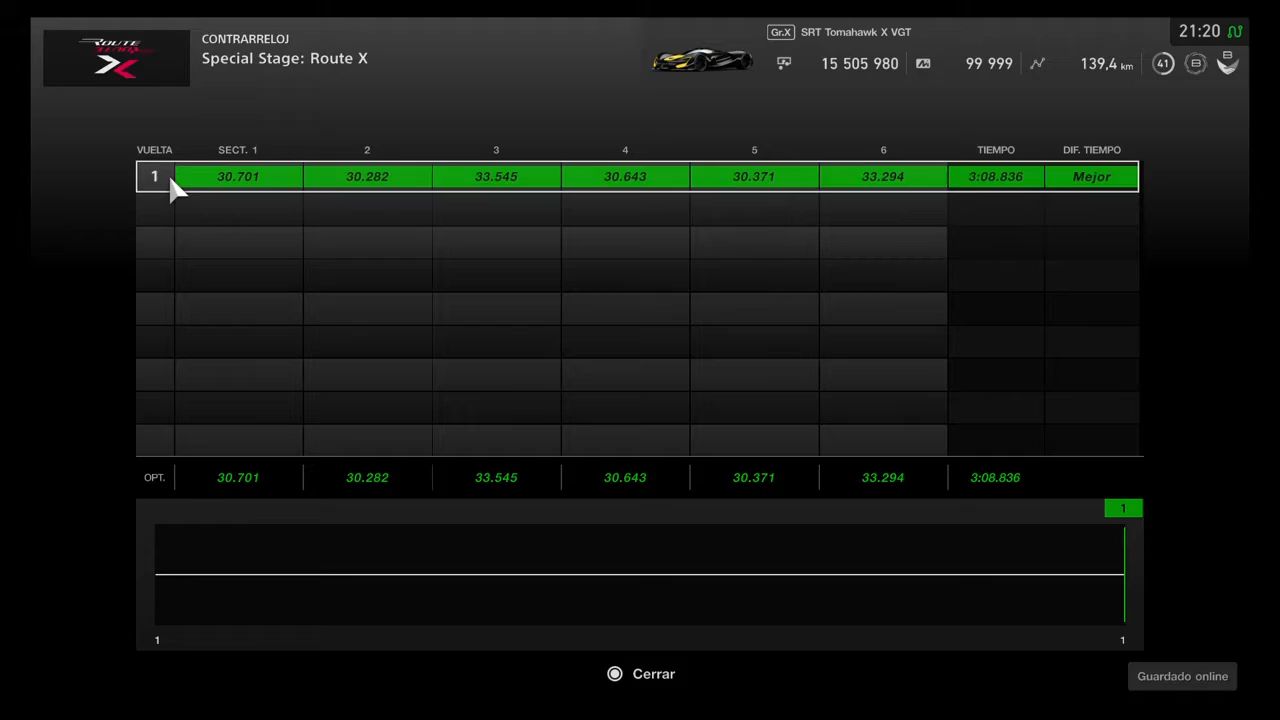 CONTRARRELOJ
Special Stage: Route X
ROUTE
X
Gr.X SRT Tomahawk X VGT
21:20
15 505 980
99 999
139,4 km
41 B B
VUELTA SECT. 1 2 3 4 5 6 TIEMPO DIF. TIEMPO
1 30.701 30.282 33.545 30.643 30.371 33.294 3:08.836 Mejor
OPT. 30.701 30.282 33.545 30.643 30.371 33.294 3:08.836
1
1 1
Cerrar
Guardado online